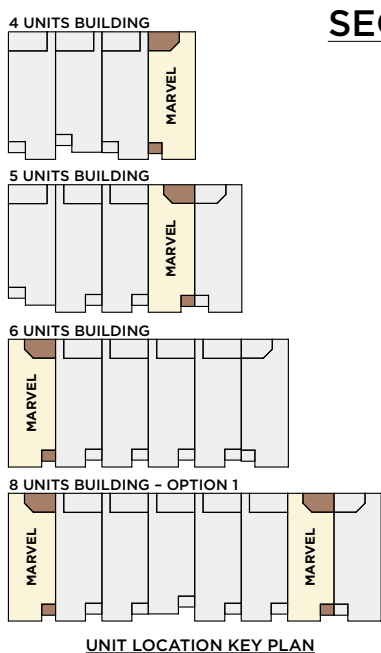 4 UNITS BUILDING
MARVEL
5 UNITS BUILDING
MARVEL
6 UNITS BUILDING
MARVEL
8 UNITS BUILDING – OPTION 1
MARVEL
MARVEL
UNIT LOCATION KEY PLAN